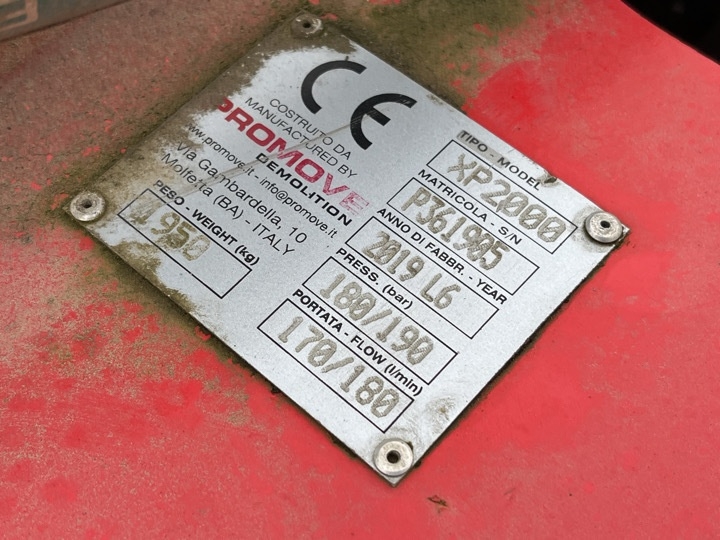 CE
COSTRUITO DA
MANUFACTURED BY
PROMOVE
DEMOLITION
www.promove.it - info@promove.it
Via Gambardella, 10
Molfetta (BA) - ITALY
PESO - WEIGHT (kg)
1950
TIPO - MODEL
XP2000
MATRICOLA - S/N
P361905
ANNO DI FABBR. - YEAR
2019 L6
PRESS. (bar)
180/190
PORTATA - FLOW (l/min)
170/180